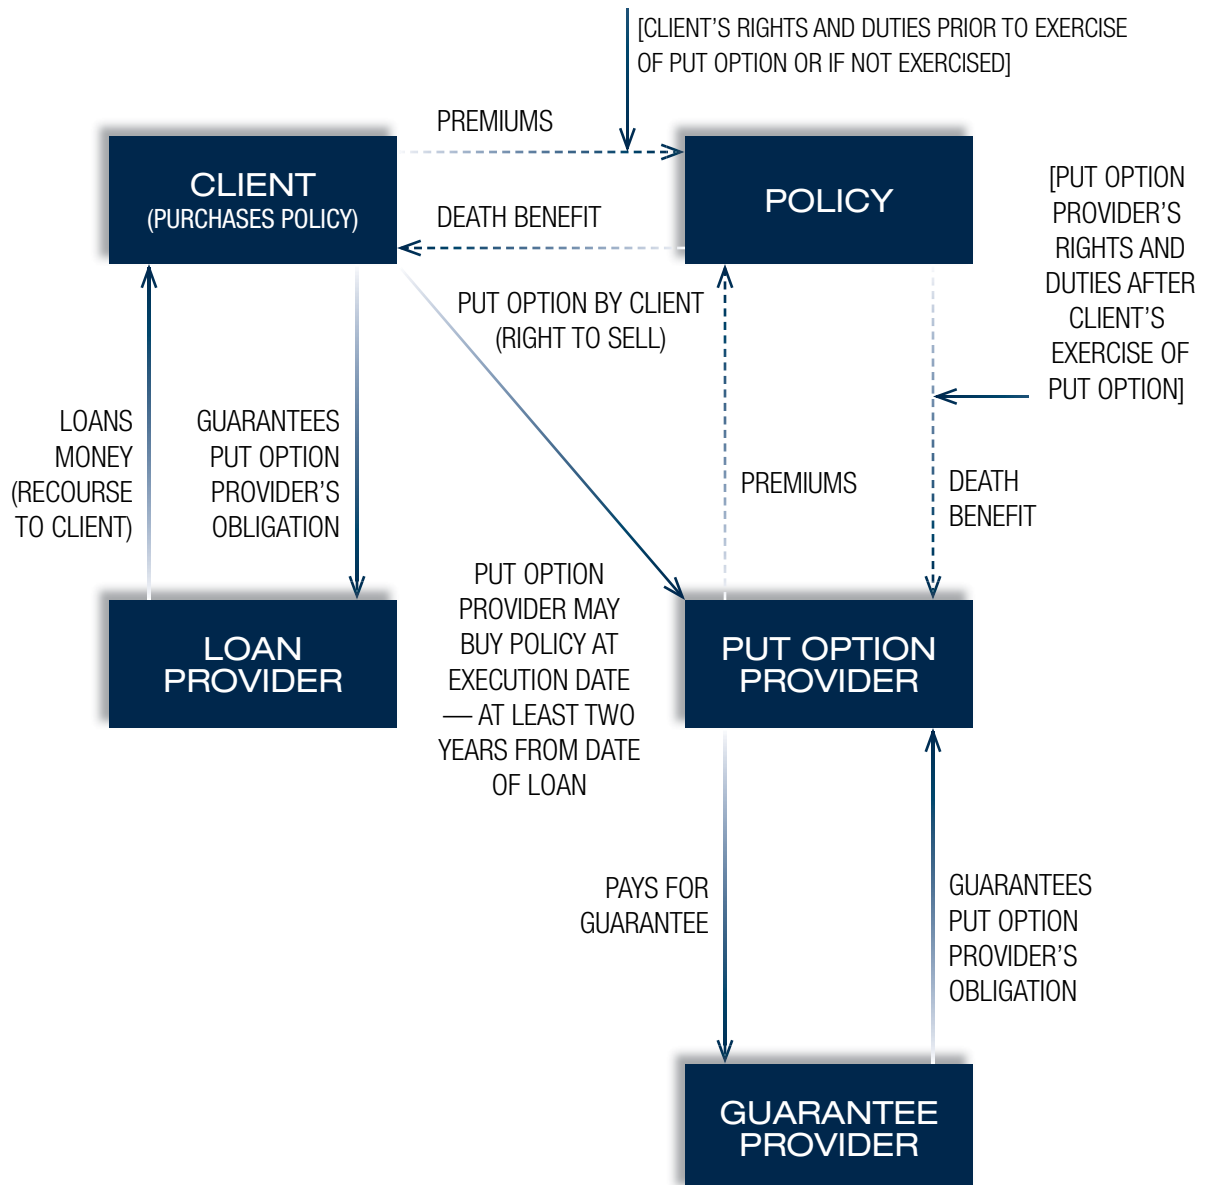 [CLIENT’S RIGHTS AND DUTIES PRIOR TO EXERCISE
OF PUT OPTION OR IF NOT EXERCISED]
PREMIUMS
CLIENT
(PURCHASES POLICY)
POLICY
DEATH BENEFIT
[PUT OPTION
PROVIDER’S
RIGHTS AND
DUTIES AFTER
CLIENT’S
EXERCISE OF
PUT OPTION]
PUT OPTION BY CLIENT
(RIGHT TO SELL)
LOANS
MONEY
(RECOURSE
TO CLIENT)
GUARANTEES
PUT OPTION
PROVIDER’S
OBLIGATION
PREMIUMS
DEATH
BENEFIT
PUT OPTION
PROVIDER MAY
BUY POLICY AT
EXECUTION DATE
— AT LEAST TWO
YEARS FROM DATE
OF LOAN
LOAN
PROVIDER
PUT OPTION
PROVIDER
PAYS FOR
GUARANTEE
GUARANTEES
PUT OPTION
PROVIDER’S
OBLIGATION
GUARANTEE
PROVIDER